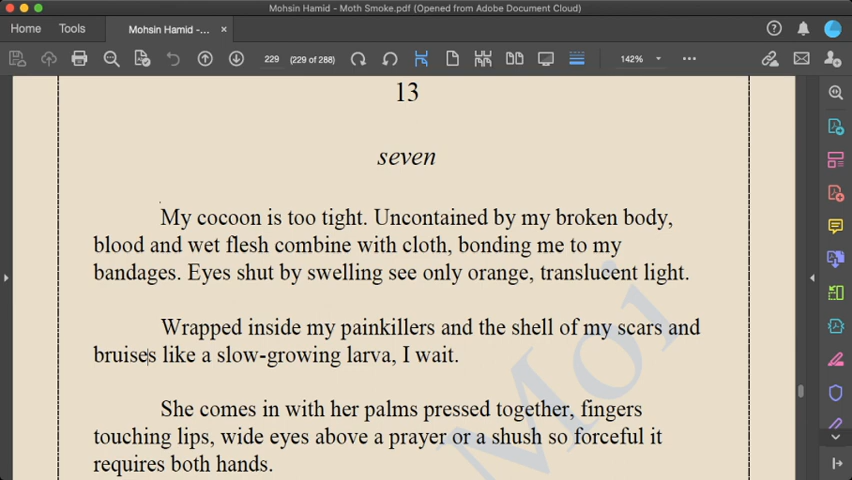 Mohsin Hamid - Moth Smoke.pdf (Opened from Adobe Document Cloud)
Home Tools Mohsin Hamid - Moth... ×
229 (229 of 288) 142%
13
seven
My cocoon is too tight. Uncontained by my broken body,
blood and wet flesh combine with cloth, bonding me to my
bandages. Eyes shut by swelling see only orange, translucent light.
Wrapped inside my painkillers and the shell of my scars and
bruises like a slow-growing larva, I wait.
She comes in with her palms pressed together, fingers
touching lips, wide eyes above a prayer or a shush so forceful it
requires both hands.
Moi